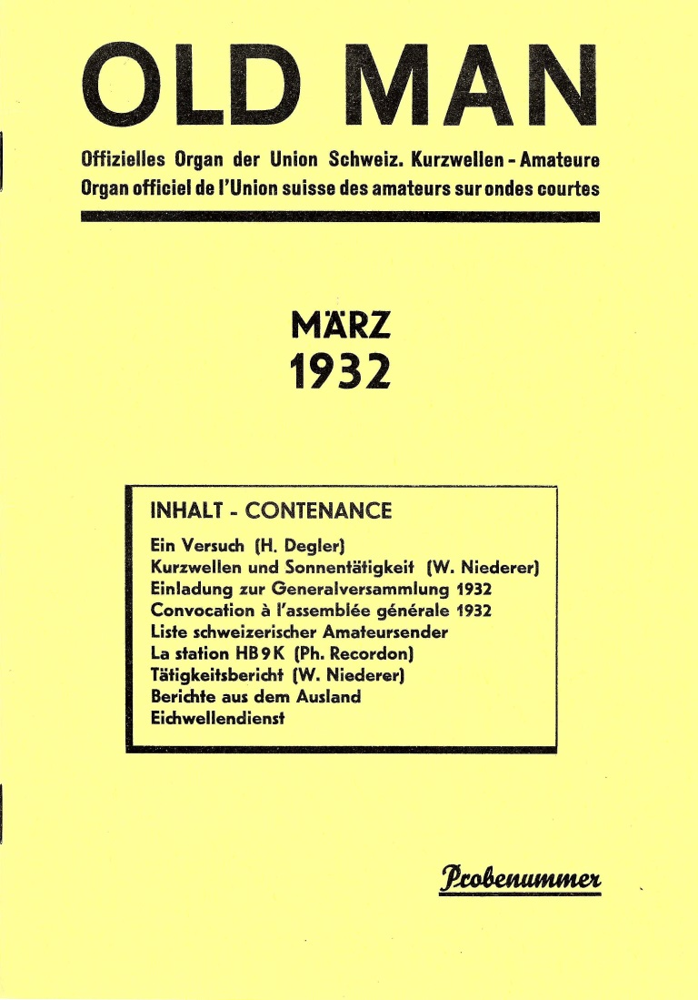 OLD MAN
Offizielles Organ der Union Schweiz. Kurzwellen - Amateure
Organ officiel de l'Union suisse des amateurs sur ondes courtes
MÄRZ
1932
INHALT - CONTENANCE
Ein Versuch (H. Degler)
Kurzwellen und Sonnentätigkeit (W. Niederer)
Einladung zur Generalversammlung 1932
Convocation à l'assemblée générale 1932
Liste schweizerischer Amateursender
La station HB9K (Ph. Recordon)
Tätigkeitsbericht (W. Niederer)
Berichte aus dem Ausland
Eichwellendienst
Probenummer